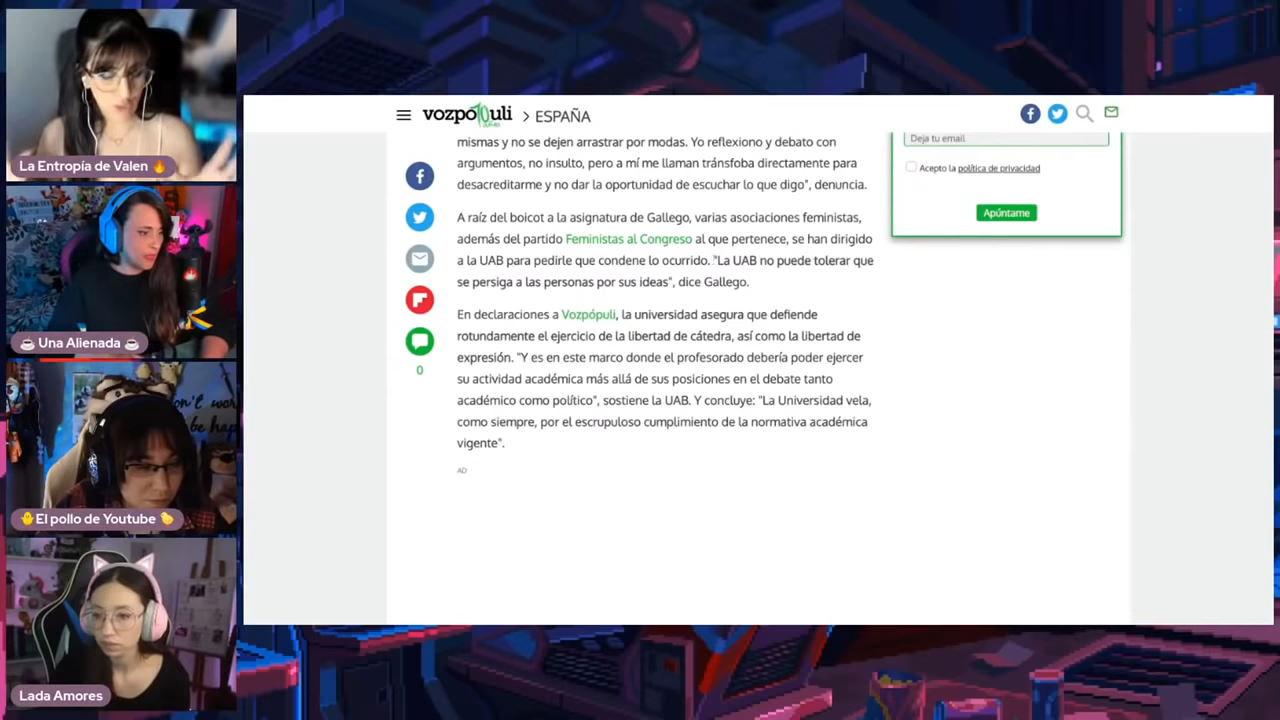 La Entropía de Valen 🔥
☕ Una Alienada ☕
🐥El pollo de Youtube 🐤
Lada Amores
vozpópuli > ESPAÑA
mismas y no se dejen arrastrar por modas. Yo reflexiono y debato con
argumentos, no insulto, pero a mí me llaman tránsfoba directamente para
desacreditarme y no dar la oportunidad de escuchar lo que digo", denuncia.
A raíz del boicot a la asignatura de Gallego, varias asociaciones feministas,
además del partido Feministas al Congreso al que pertenece, se han dirigido
a la UAB para pedirle que condene lo ocurrido. "La UAB no puede tolerar que
se persiga a las personas por sus ideas", dice Gallego.
En declaraciones a Vozpópuli, la universidad asegura que defiende
rotundamente el ejercicio de la libertad de cátedra, así como la libertad de
expresión. "Y es en este marco donde el profesorado debería poder ejercer
su actividad académica más allá de sus posiciones en el debate tanto
académico como político", sostiene la UAB. Y concluye: "La Universidad vela,
como siempre, por el escrupuloso cumplimiento de la normativa académica
vigente".
AD
0
Deja tu email
Acepto la política de privacidad
Apúntame